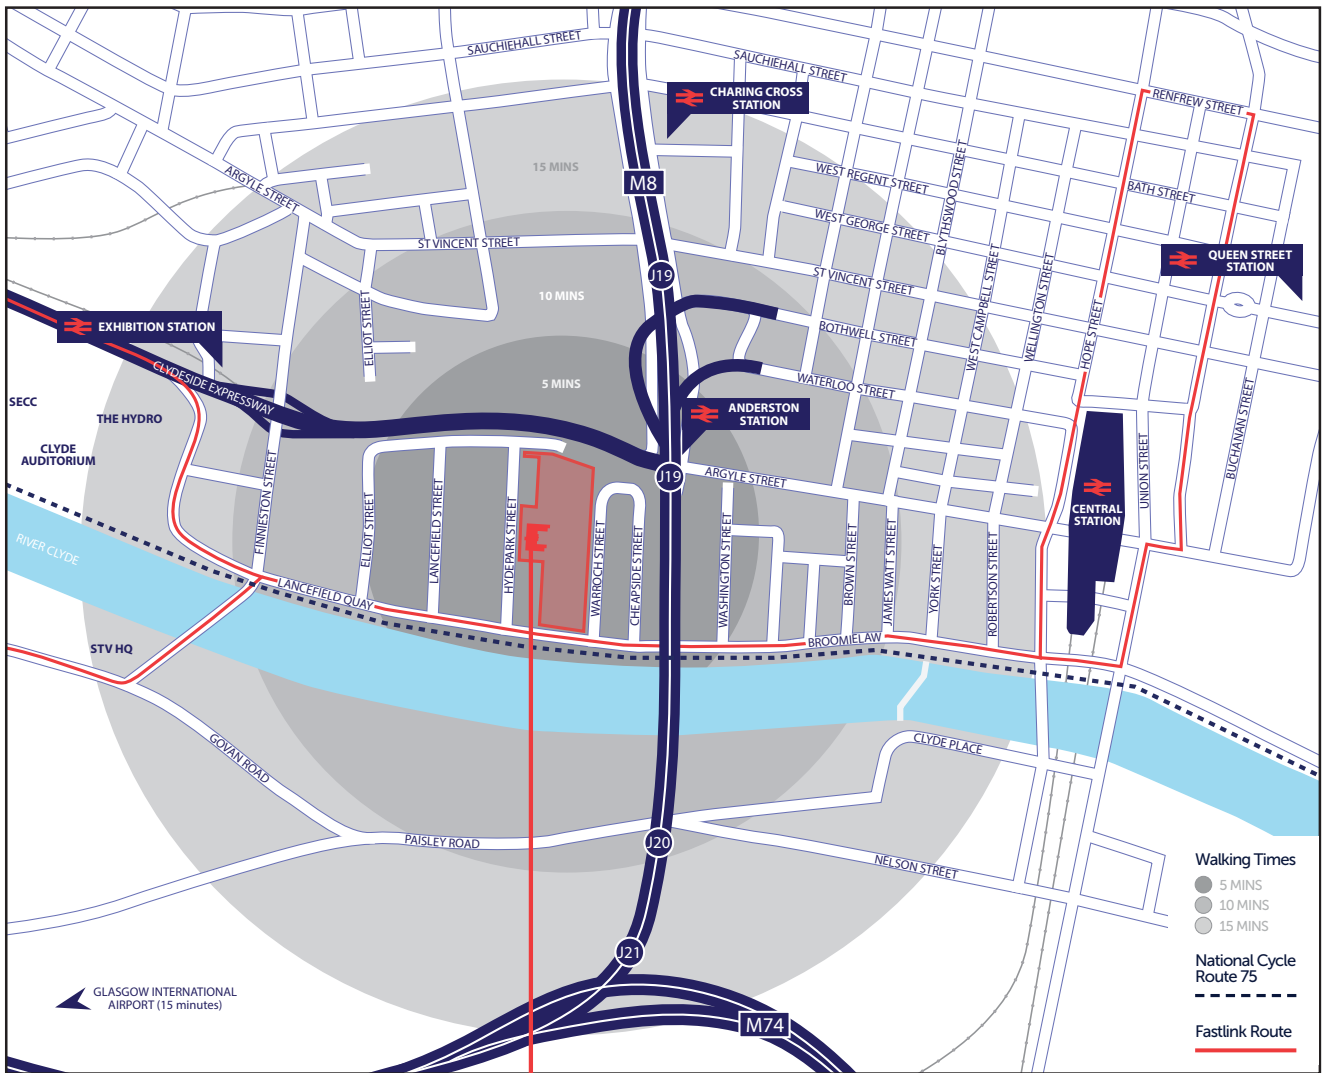 SAUCHIEHALL STREET
SAUCHIEHALL STREET
CHARING CROSS
STATION
RENFREW STREET
15 MINS
M8
ARGYLE STREET
WEST REGENT STREET
BLYTHSWOOD STREET
BATH STREET
WEST GEORGE STREET
ST VINCENT STREET
QUEEN STREET
STATION
J19
ST VINCENT STREET
10 MINS
WEST CAMPBELL STREET
WELLINGTON STREET
HOPE STREET
EXHIBITION STATION
ELLIOT STREET
BOTHWELL STREET
CLYDESIDE EXPRESSWAY
5 MINS
WATERLOO STREET
SECC
THE HYDRO
ANDERSTON
STATION
BUCHANAN STREET
CLYDE
AUDITORIUM
J19
ARGYLE STREET
UNION STREET
CENTRAL
STATION
FINNIESTON STREET
ELLIOT STREET
LANCEFIELD STREET
HYDEPARK STREET
WARROCH STREET
CHEAPSIDE STREET
WASHINGTON STREET
BROWN STREET
JAMES WATT STREET
YORK STREET
ROBERTSON STREET
RIVER CLYDE
LANCEFIELD QUAY
BROOMIELAW
STV HQ
GOVAN ROAD
CLYDE PLACE
PAISLEY ROAD
J20
NELSON STREET
Walking Times
5 MINS
10 MINS
15 MINS
J21
National Cycle
Route 75
GLASGOW INTERNATIONAL
AIRPORT (15 minutes)
M74
Fastlink Route